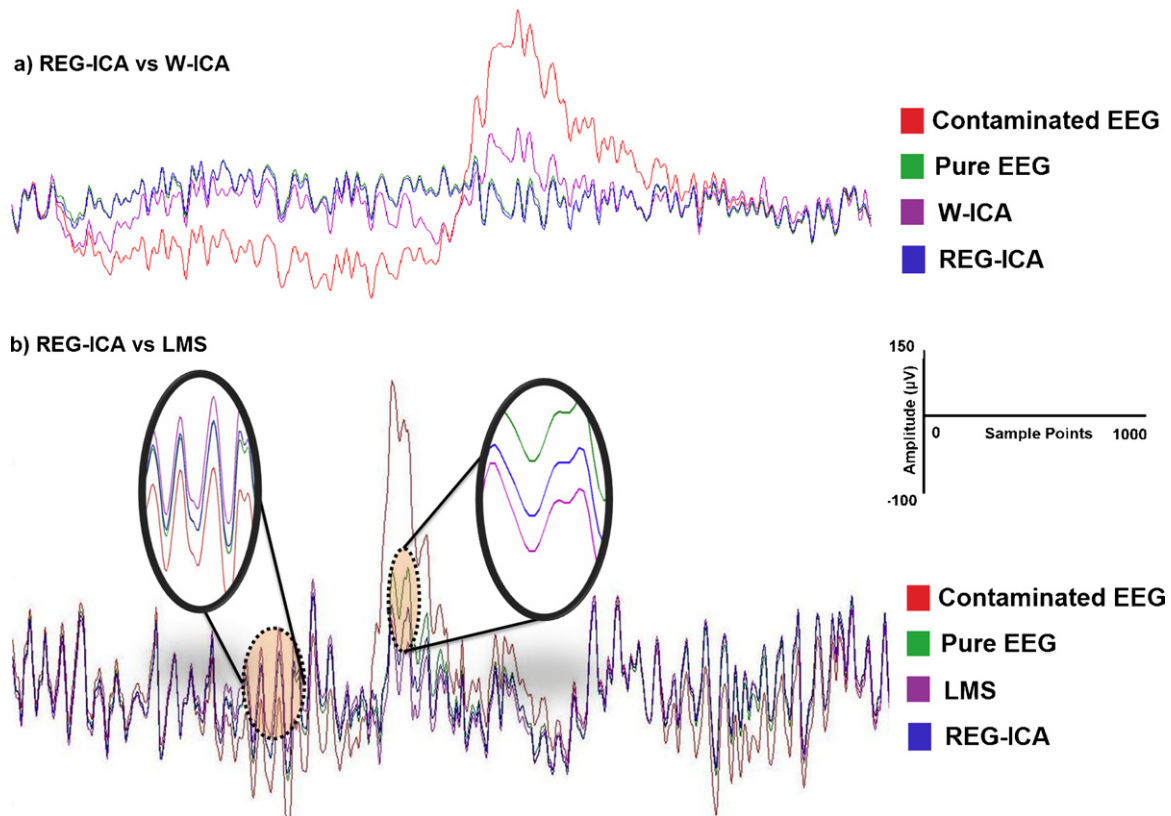 a) REG-ICA vs W-ICA
Contaminated EEG
Pure EEG
W-ICA
REG-ICA
b) REG-ICA vs LMS
150
Amplitude (μV)
0 Sample Points 1000
-100
Contaminated EEG
Pure EEG
LMS
REG-ICA